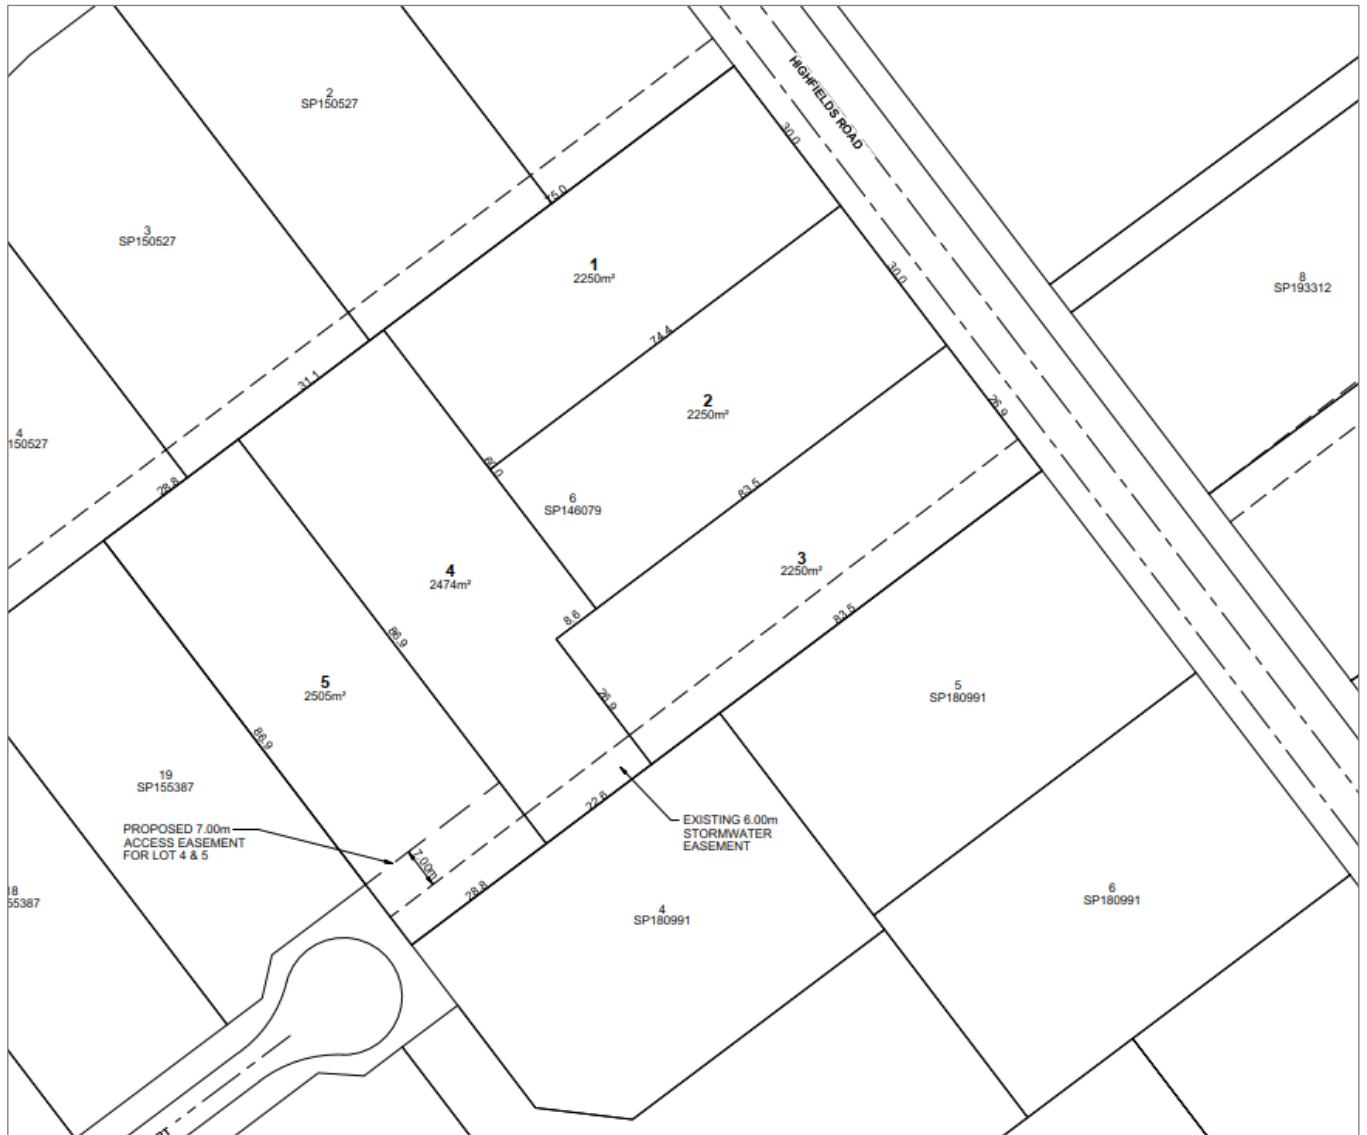 HIGHFIELDS ROAD
2
SP150527
30.0
75.0
3
SP150527
1
2250m²
30.0
8
SP193312
74.4
31.1
2
2250m²
26.9
4
150527
60.0
28.8
83.5
6
SP146079
3
2250m²
4
2474m²
8.6
83.5
86.9
5
2505m²
26.9
5
SP180991
86.9
19
SP155387
22.6
PROPOSED 7.00m
ACCESS EASEMENT
FOR LOT 4 & 5
EXISTING 6.00m
STORMWATER
EASEMENT
7.00m
28.8
18
55387
4
SP180991
6
SP180991